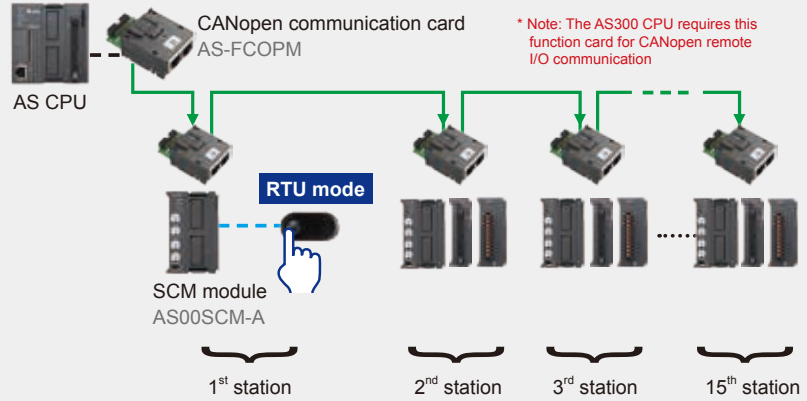 CANopen communication card
AS-FCOPM
* Note: The AS300 CPU requires this
function card for CANopen remote
I/O communication
AS CPU
RTU mode
SCM module
AS00SCM-A
1st station
2nd station
3rd station
15th station